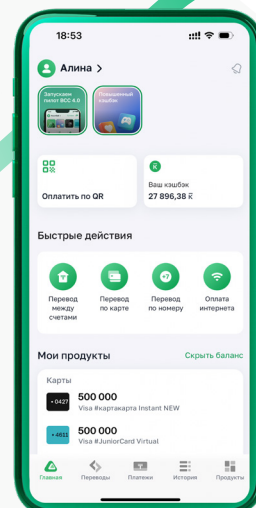 18:53
Алина >
Запускаем
пилот BCC 4.0
Повышенный
кэшбэк
Оплатить по QR
Ваш кэшбэк
27 896,38 ₭
Быстрые действия
Перевод
между
счетами
Перевод
по карте
Перевод
по номеру
Оплата
интернета
Мои продукты
Скрыть баланс
Карты
• 0427
500 000
Visa #картакарта Instant NEW
• 4611
500 000
Visa #JuniorCard Virtual
Главная
Переводы
Платежи
История
Продукты